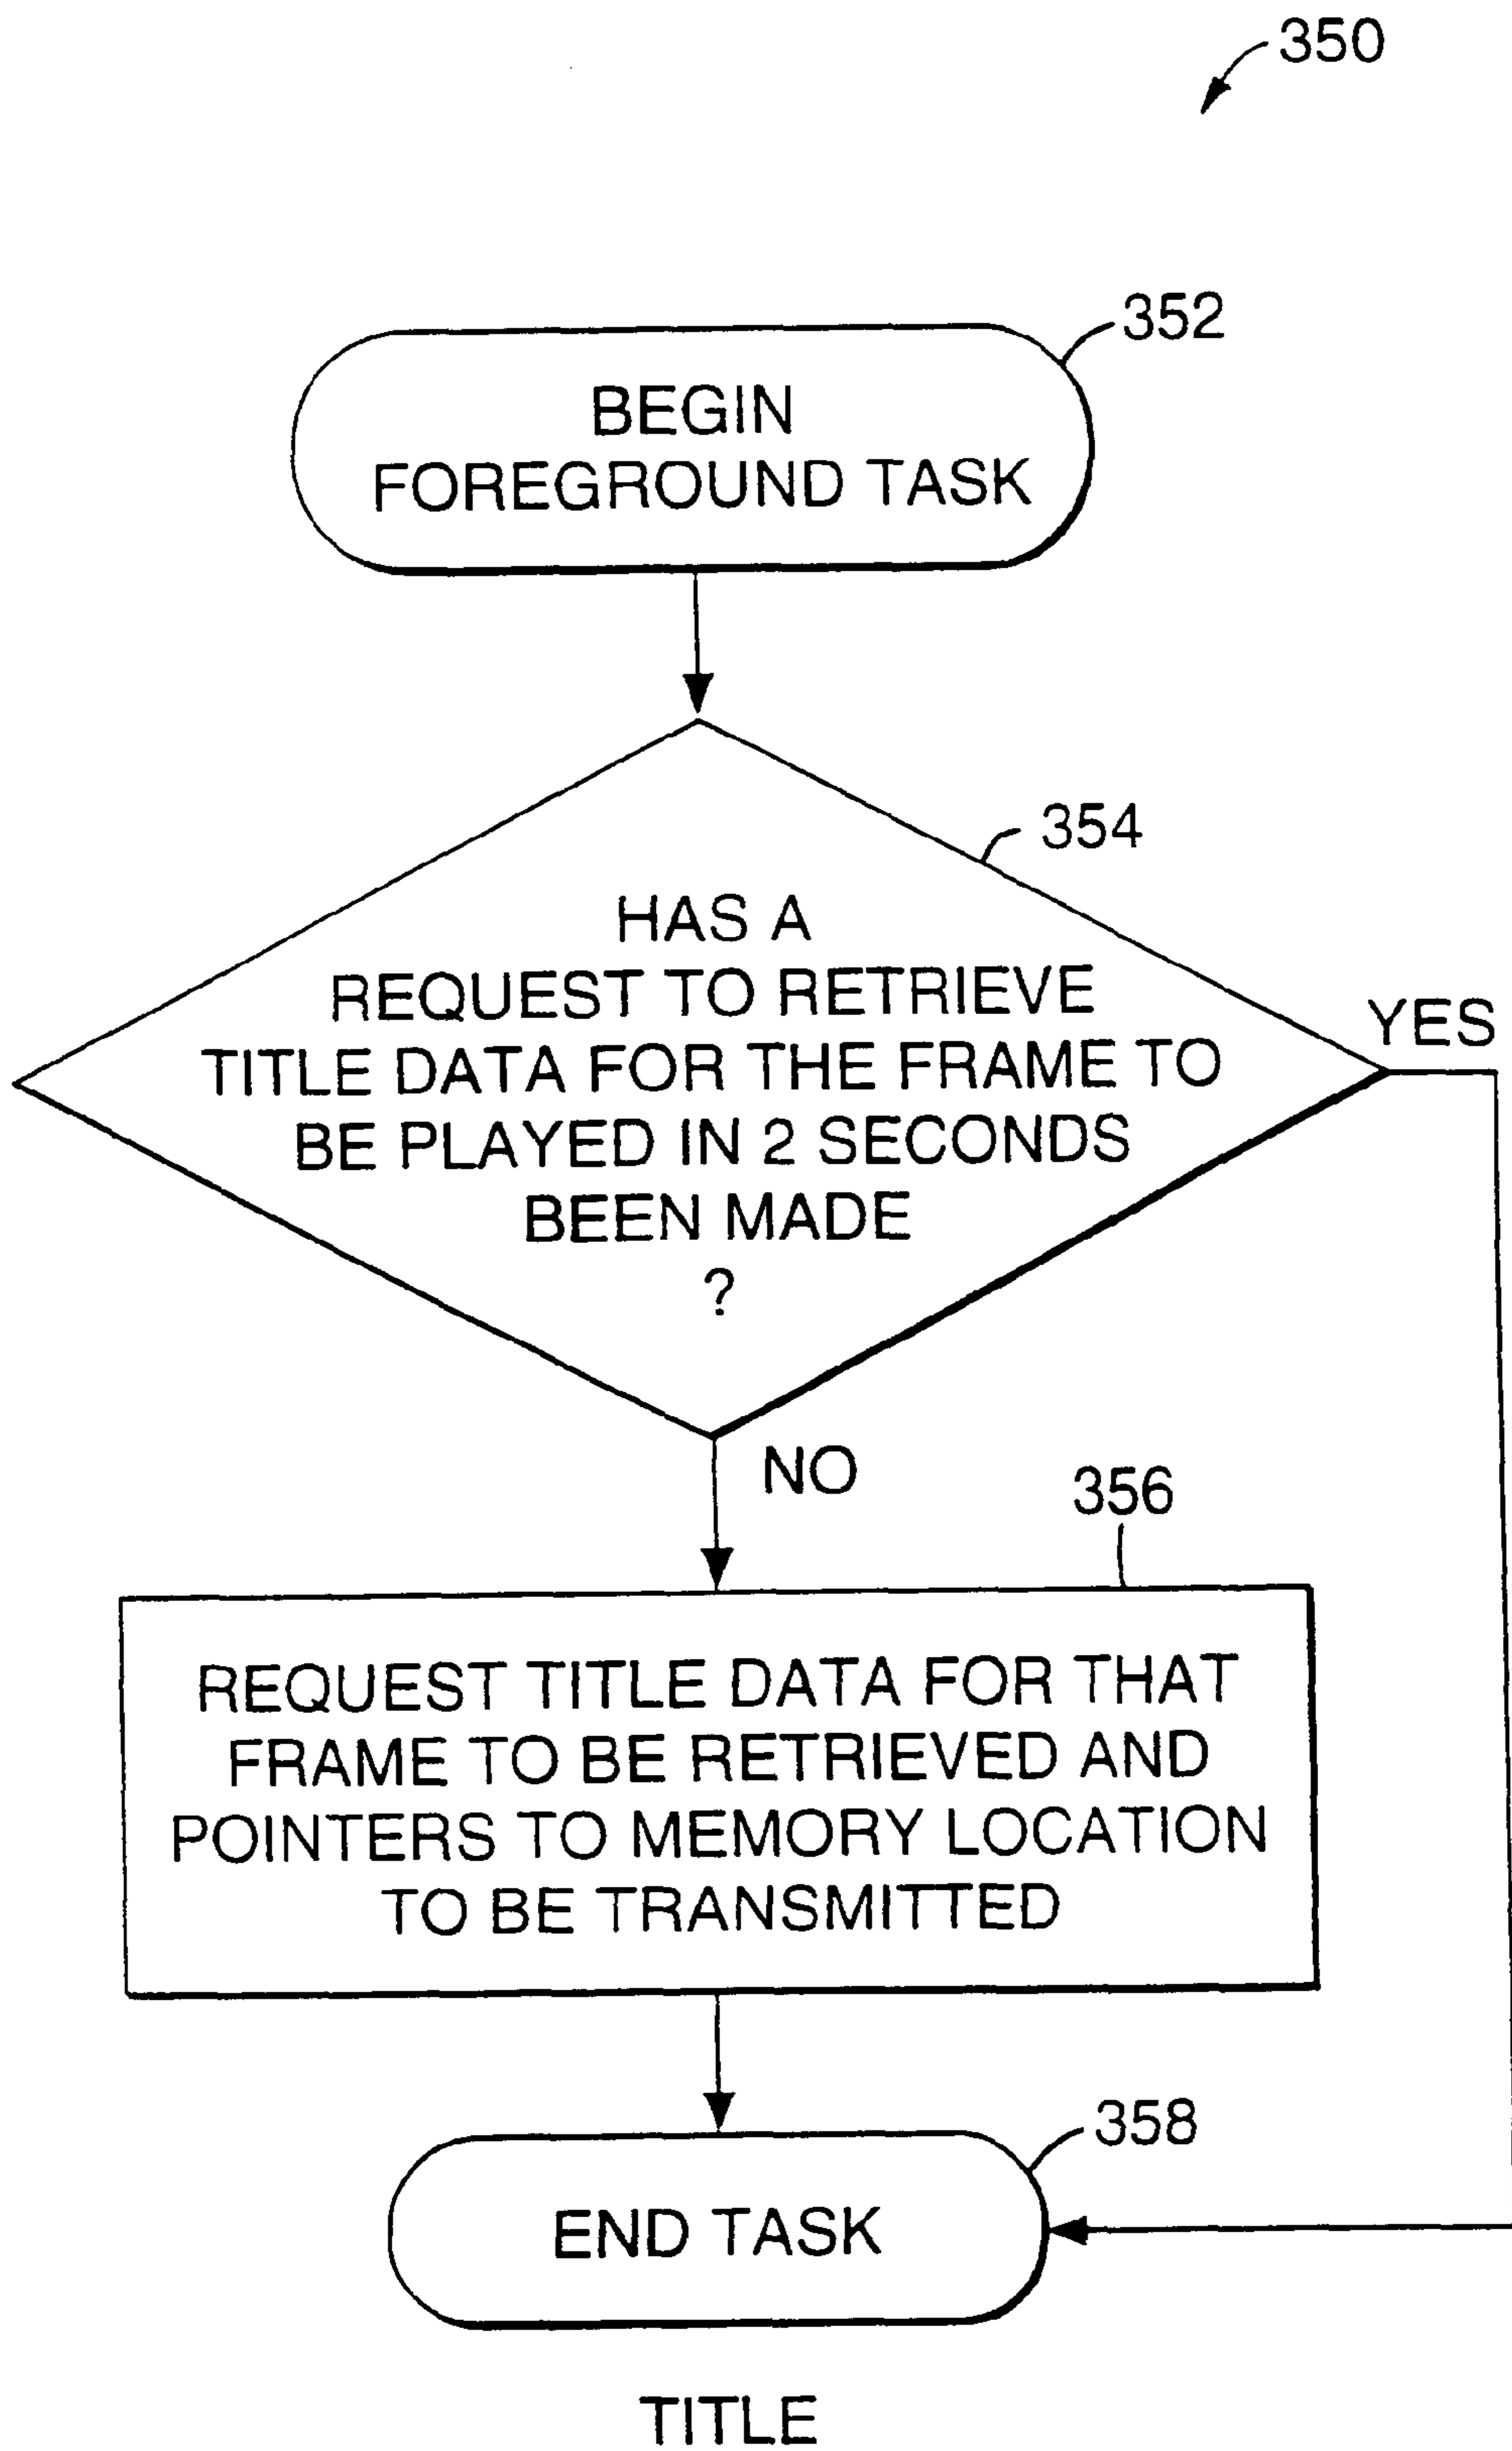 350
352
BEGIN
FOREGROUND TASK
354
HAS A
REQUEST TO RETRIEVE
TITLE DATA FOR THE FRAME TO
BE PLAYED IN 2 SECONDS
BEEN MADE
?
YES
NO
356
REQUEST TITLE DATA FOR THAT
FRAME TO BE RETRIEVED AND
POINTERS TO MEMORY LOCATION
TO BE TRANSMITTED
358
END TASK
TITLE